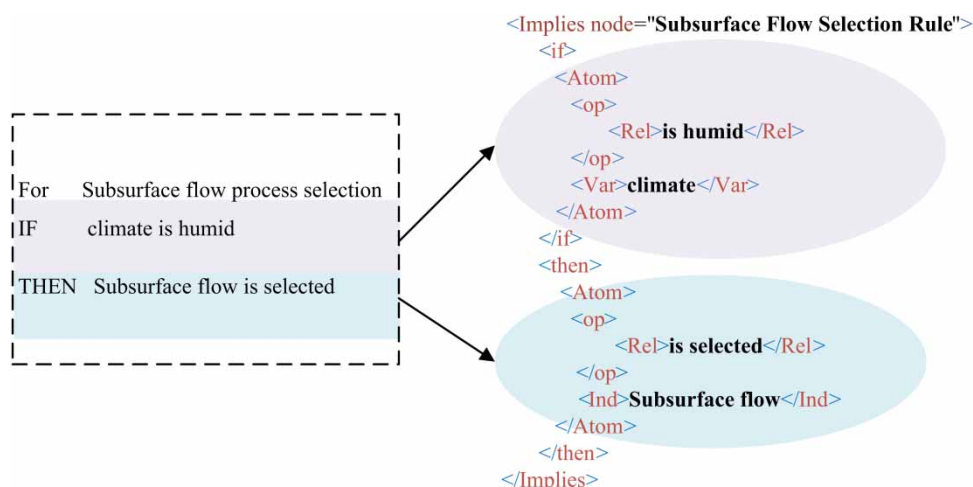 For Subsurface flow process selection
IF climate is humid
THEN Subsurface flow is selected
<Implies node="Subsurface Flow Selection Rule">
<if>
<Atom>
<op>
<Rel>is humid</Rel>
</op>
<Var>climate</Var>
</Atom>
</if>
<then>
<Atom>
<op>
<Rel>is selected</Rel>
</op>
<Ind>Subsurface flow</Ind>
</Atom>
</then>
</Implies>